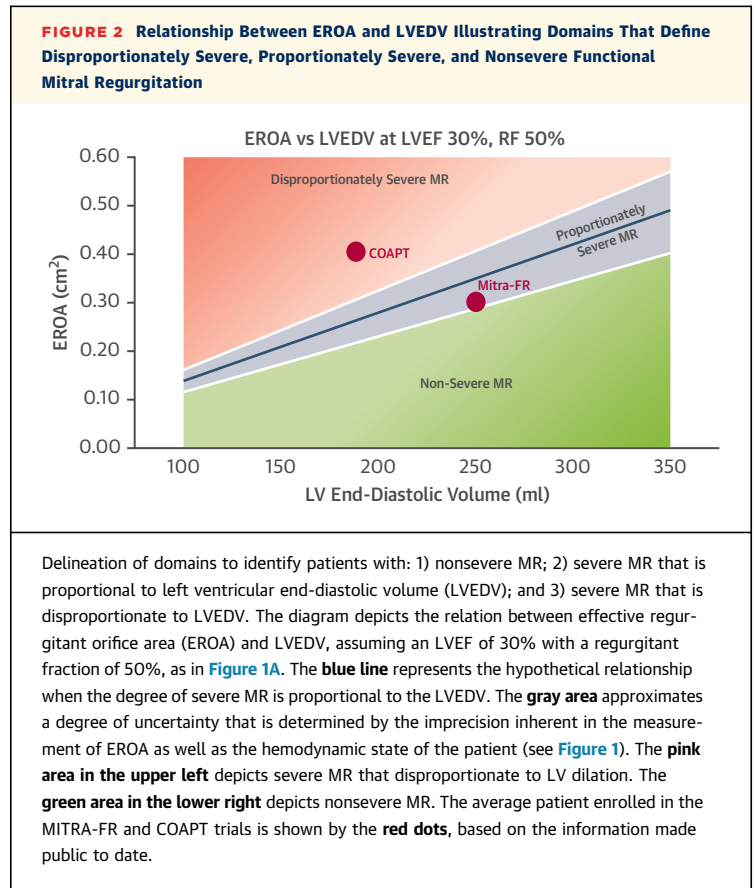 FIGURE 2 Relationship Between EROA and LVEDV Illustrating Domains That Define
Disproportionately Severe, Proportionately Severe, and Nonsevere Functional
Mitral Regurgitation
EROA vs LVEDV at LVEF 30%, RF 50%
0.60
0.50
0.40
0.30
0.20
0.10
0.00
EROA (cm²)
Disproportionately Severe MR
COAPT
Proportionately
Severe MR
Mitra-FR
Non-Severe MR
100
150
200
250
300
350
LV End-Diastolic Volume (ml)
Delineation of domains to identify patients with: 1) nonsevere MR; 2) severe MR that is
proportional to left ventricular end-diastolic volume (LVEDV); and 3) severe MR that is
disproportionate to LVEDV. The diagram depicts the relation between effective regur-
gitant orifice area (EROA) and LVEDV, assuming an LVEF of 30% with a regurgitant
fraction of 50%, as in Figure 1A. The blue line represents the hypothetical relationship
when the degree of severe MR is proportional to the LVEDV. The gray area approximates
a degree of uncertainty that is determined by the imprecision inherent in the measure-
ment of EROA as well as the hemodynamic state of the patient (see Figure 1). The pink
area in the upper left depicts severe MR that disproportionate to LV dilation. The
green area in the lower right depicts nonsevere MR. The average patient enrolled in the
MITRA-FR and COAPT trials is shown by the red dots, based on the information made
public to date.